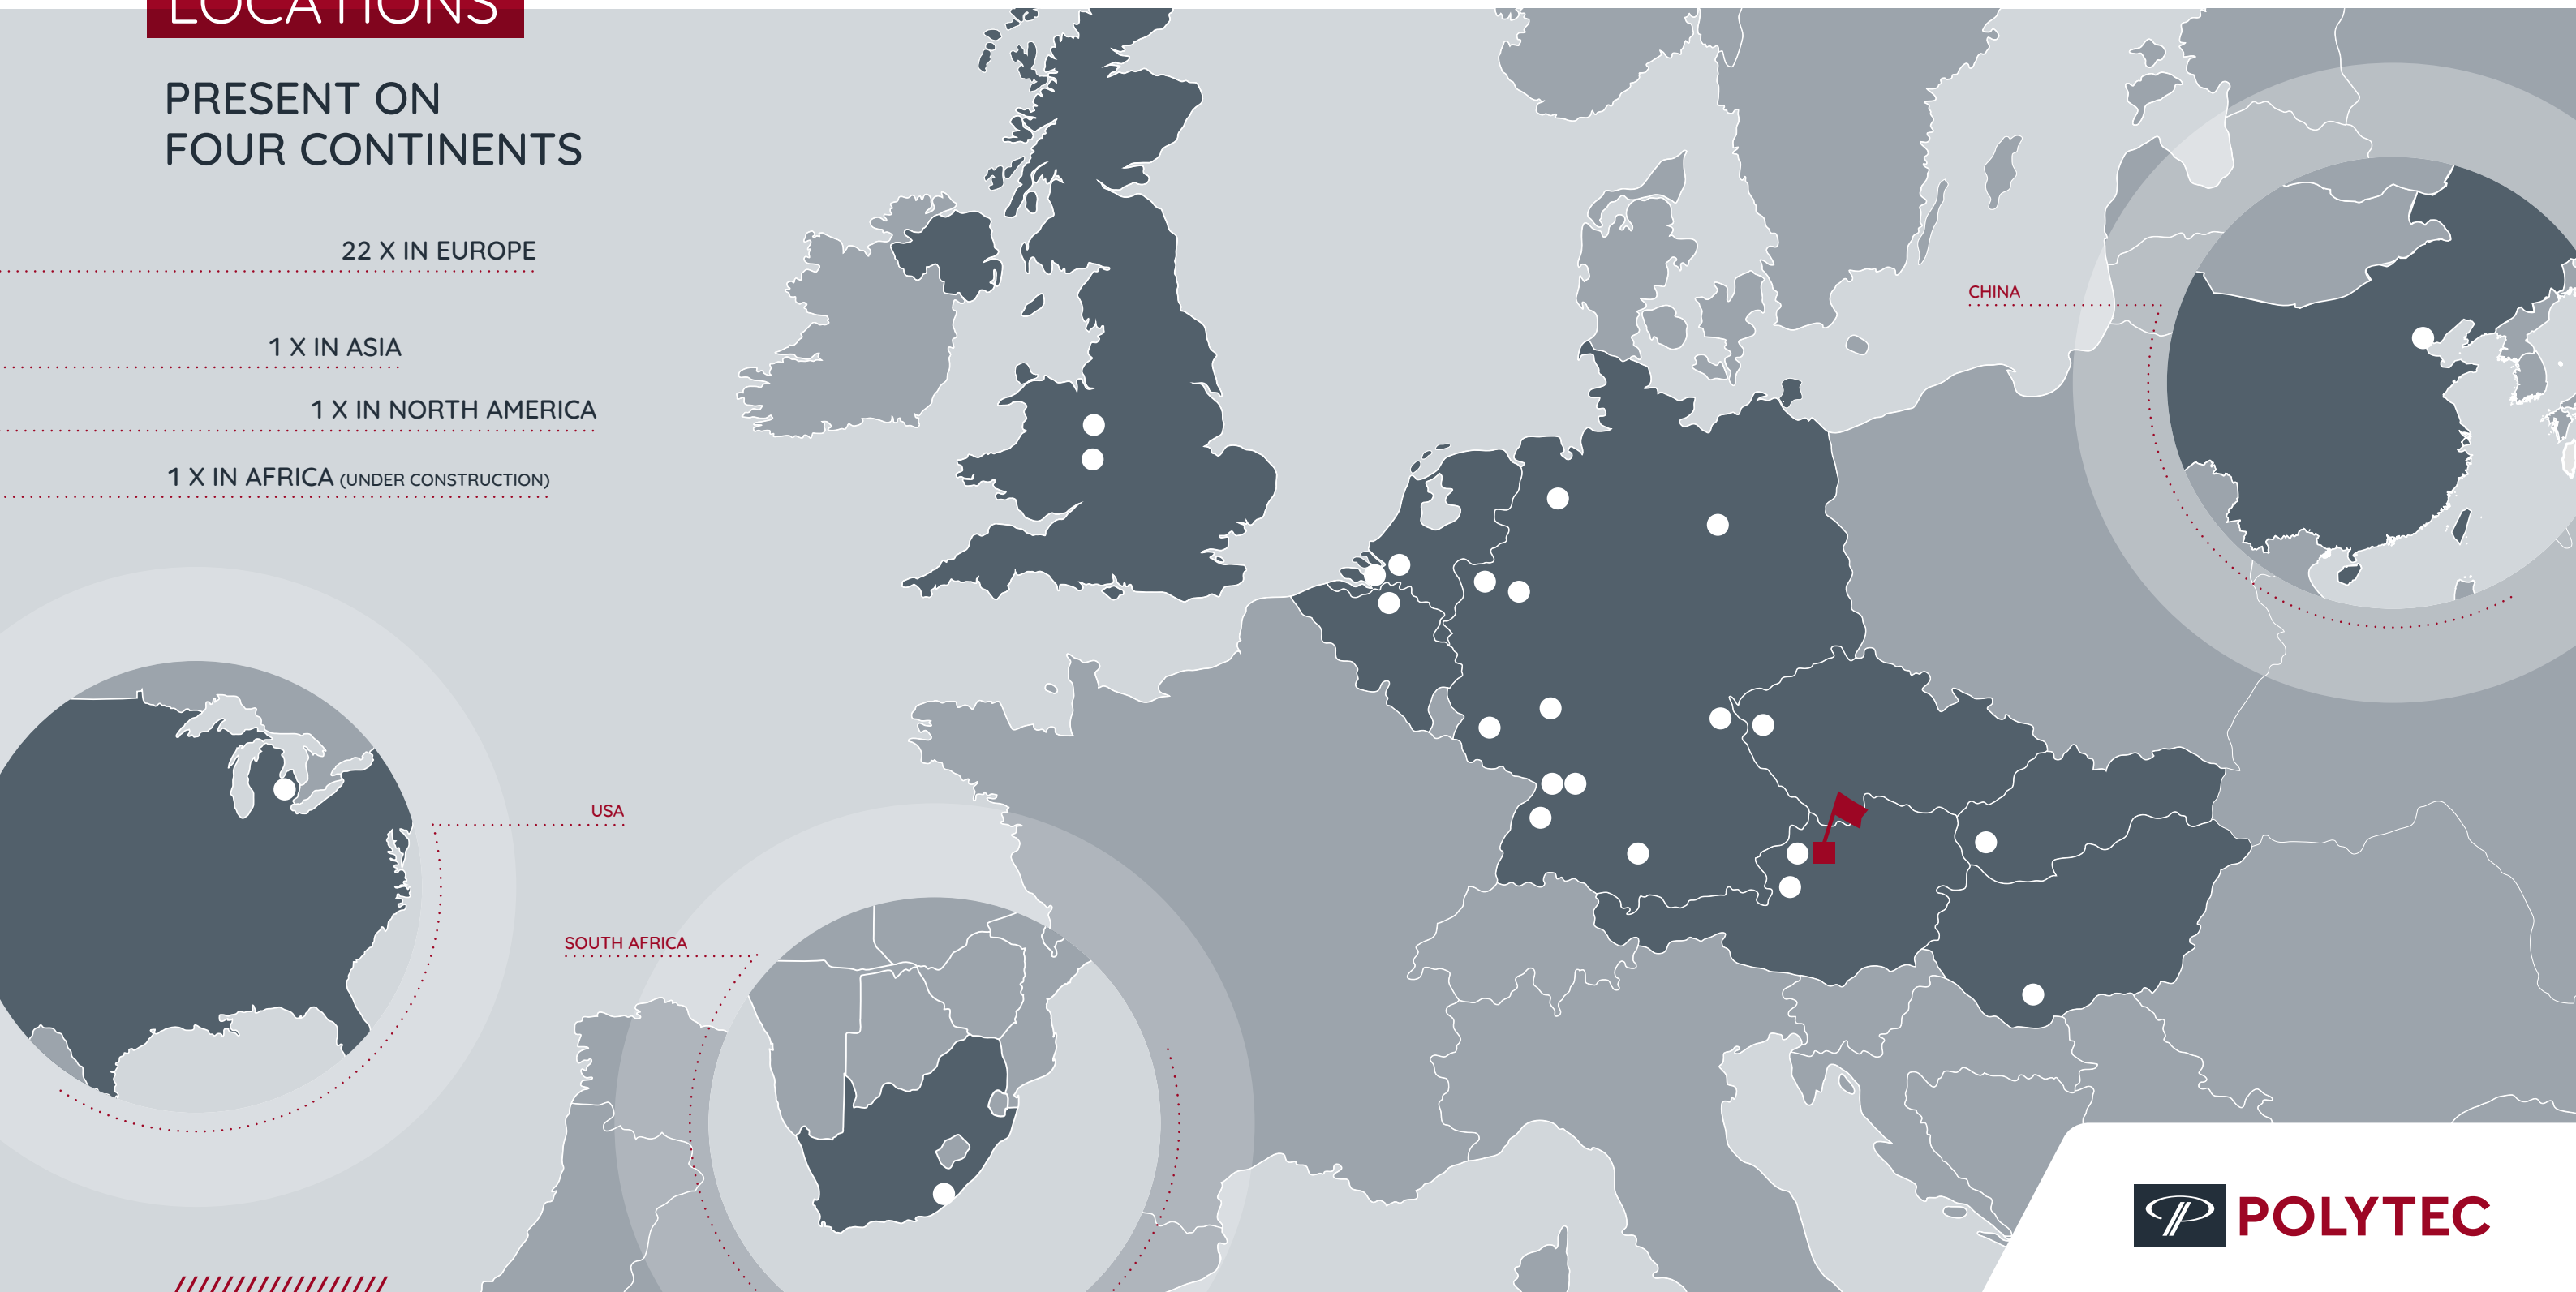 LOCATIONS
PRESENT ON
FOUR CONTINENTS
22 X IN EUROPE
1 X IN ASIA
1 X IN NORTH AMERICA
1 X IN AFRICA (UNDER CONSTRUCTION)
CHINA
USA
SOUTH AFRICA
POLYTEC